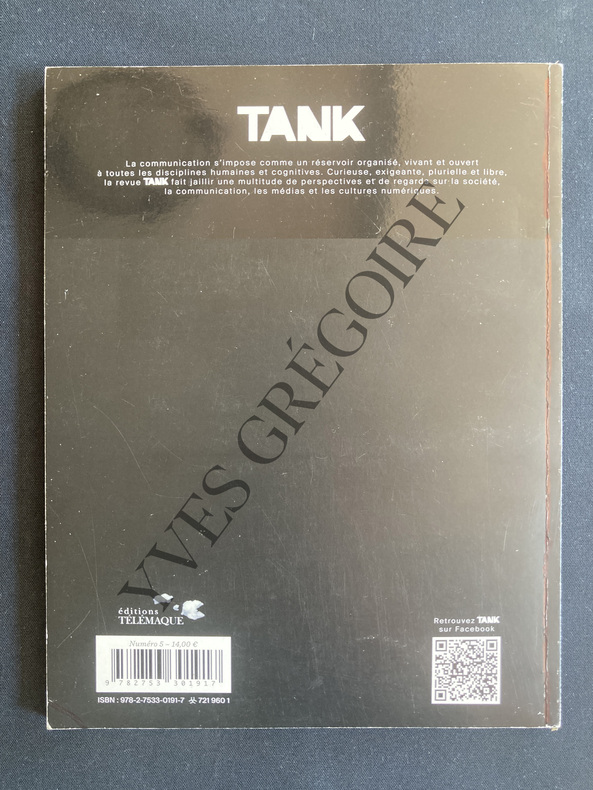 TANK
La communication s'impose comme un réservoir organisé, vivant et ouvert
à toutes les disciplines humaines et cognitives. Curieuse, exigeante, plurielle et libre,
la revue TANK fait jaillir une multitude de perspectives et de regards sur la société,
la communication, les médias et les cultures numériques.
YVES GRÉGOIRE
éditions
TÉLÉMAQUE
Numéro 5 - 14,00 €
9 782753 301917
ISBN : 978-2-7533-0191-7 721 960 1
Retrouvez TANK
sur Facebook